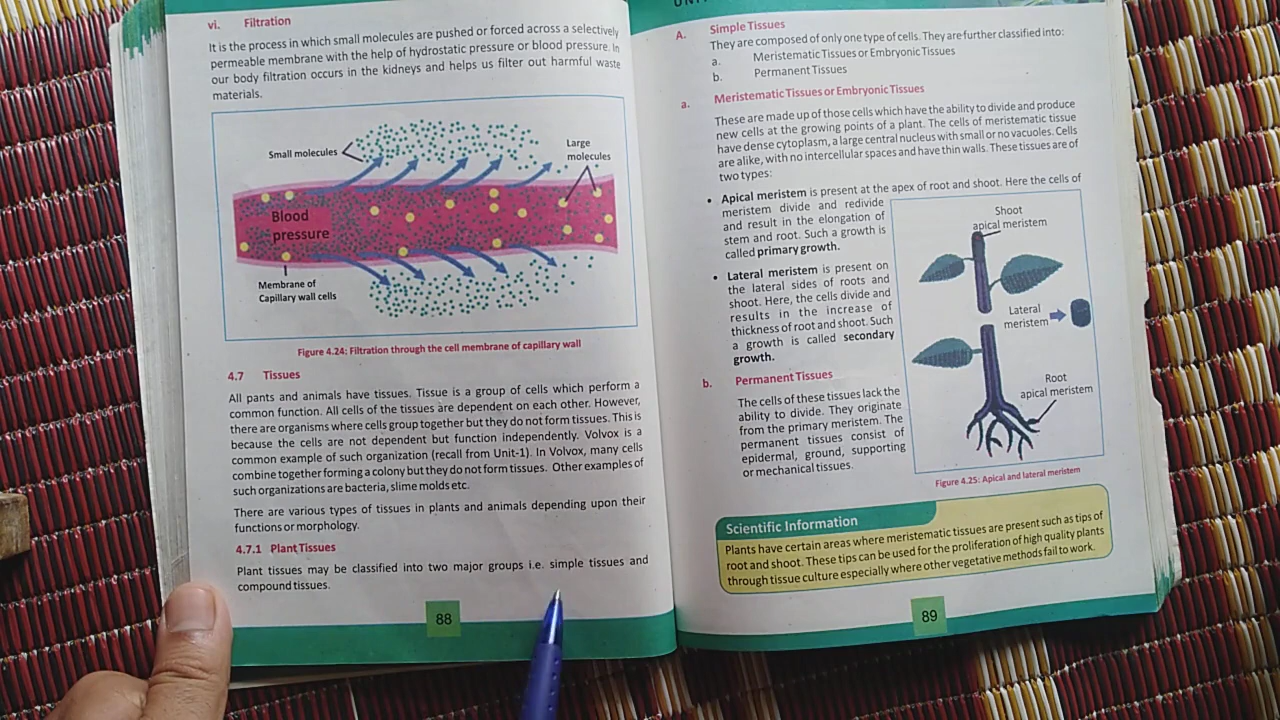 vi. Filtration
It is the process in which small molecules are pushed or forced across a selectively
permeable membrane with the help of hydrostatic pressure or blood pressure. In
our body filtration occurs in the kidneys and helps us filter out harmful waste
materials.
Small molecules
Large
molecules
Blood
pressure
Membrane of
Capillary wall cells
Figure 4.24: Filtration through the cell membrane of capillary wall
4.7 Tissues
All pants and animals have tissues. Tissue is a group of cells which perform a
common function. All cells of the tissues are dependent on each other. However,
there are organisms where cells group together but they do not form tissues. This is
because the cells are not dependent but function independently. Volvox is a
common example of such organization (recall from Unit-1). In Volvox, many cells
combine together forming a colony but they do not form tissues. Other examples of
such organizations are bacteria, slime molds etc.
There are various types of tissues in plants and animals depending upon their
functions or morphology.
4.7.1 Plant Tissues
Plant tissues may be classified into two major groups i.e. simple tissues and
compound tissues.
88
A. Simple Tissues
They are composed of only one type of cells. They are further classified into:
a. Meristematic Tissues or Embryonic Tissues
b. Permanent Tissues
a. Meristematic Tissues or Embryonic Tissues
These are made up of those cells which have the ability to divide and produce
new cells at the growing points of a plant. The cells of meristematic tissue
have dense cytoplasm, a large central nucleus with small or no vacuoles. Cells
are alike, with no intercellular spaces and have thin walls. These tissues are of
two types:
• Apical meristem is present at the apex of root and shoot. Here the cells of
meristem divide and redivide
and result in the elongation of
stem and root. Such a growth is
called primary growth.
• Lateral meristem is present on
the lateral sides of roots and
shoot. Here, the cells divide and
results in the increase of
thickness of root and shoot. Such
a growth is called secondary
growth.
Shoot
apical meristem
Lateral
meristem
Root
apical meristem
Figure 4.25: Apical and lateral meristem
b. Permanent Tissues
The cells of these tissues lack the
ability to divide. They originate
from the primary meristem. The
permanent tissues consist of
epidermal, ground, supporting
or mechanical tissues.
Scientific Information
Plants have certain areas where meristematic tissues are present such as tips of
root and shoot. These tips can be used for the proliferation of high quality plants
through tissue culture especially where other vegetative methods fail to work.
89